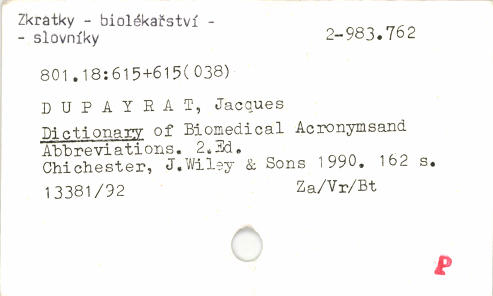 Zkratky - biolékařství -
- slovníky
2-983.762
801.18:615+615(038)
D U P A Y R A T, Jacques
Dictionary of Biomedical Acronymsand
Abbreviations. 2.Ed.
Chichester, J.Wiley & Sons 1990. 162 s.
13381/92 Za/Vr/Bt
P